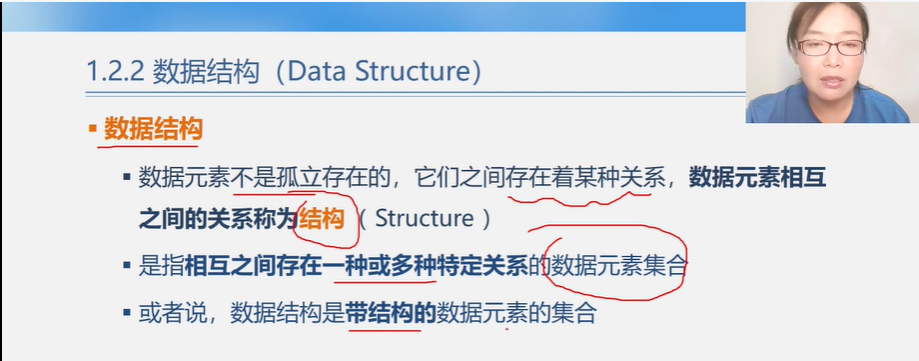 1.2.2 数据结构（Data Structure）
▪ 数据结构
▪ 数据元素不是孤立存在的，它们之间存在着某种关系，数据元素相互
之间的关系称为结构（ Structure ）
▪ 是指相互之间存在一种或多种特定关系的数据元素集合
▪ 或者说，数据结构是带结构的数据元素的集合